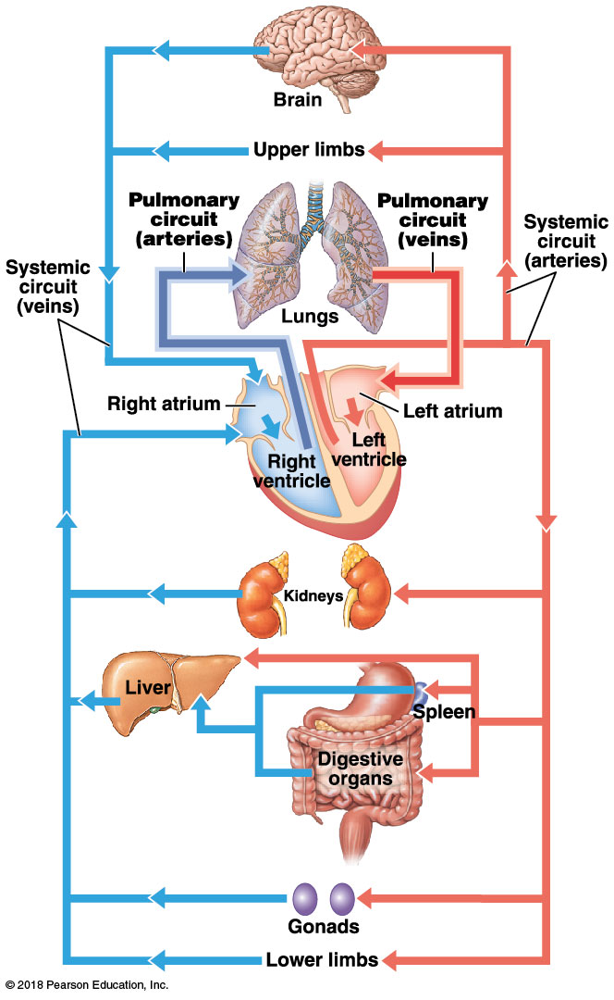 Brain
Upper limbs
Pulmonary
circuit
(arteries)
Pulmonary
circuit
(veins)
Systemic
circuit
(arteries)
Systemic
circuit
(veins)
Lungs
Right atrium
Left atrium
Right
ventricle
Left
ventricle
Kidneys
Liver
Spleen
Digestive
organs
Gonads
Lower limbs
© 2018 Pearson Education, Inc.